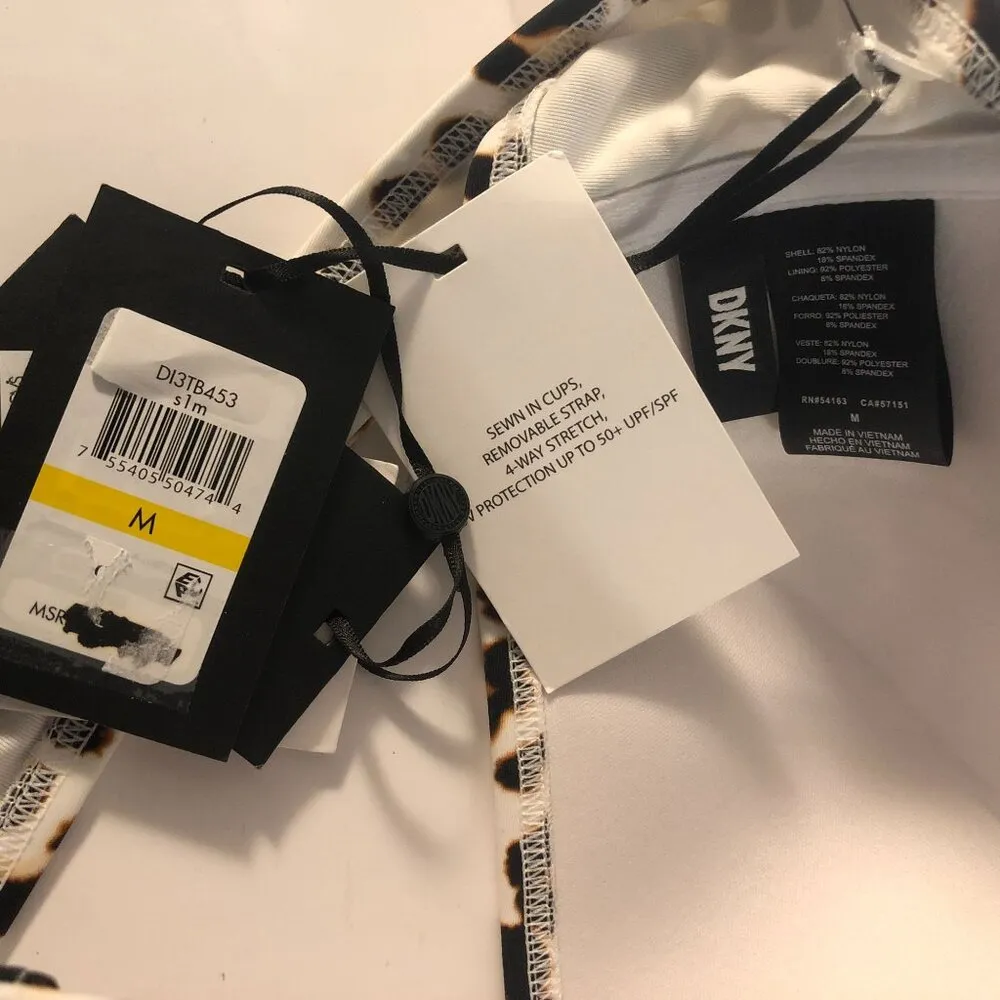 DI3TB453
s1m
7 55405 50474 4
M
MSR
SEWN IN CUPS,
REMOVABLE STRAP,
4-WAY STRETCH,
PROTECTION UP TO 50+ UPF/SPF
DKNY
SHELL: 82% NYLON
18% SPANDEX
LINING: 92% POLYESTER
8% SPANDEX
CHAQUETA: 82% NYLON
18% SPANDEX
FORRO: 92% POLIESTER
8% SPANDEX
VESTE: 82% NYLON
18% SPANDEX
DOUBLURE: 92% POLYESTER
8% SPANDEX
RN#54163 CA#57151
M
MADE IN VIETNAM
HECHO EN VIETNAM
FABRIQUÉ AU VIETNAM